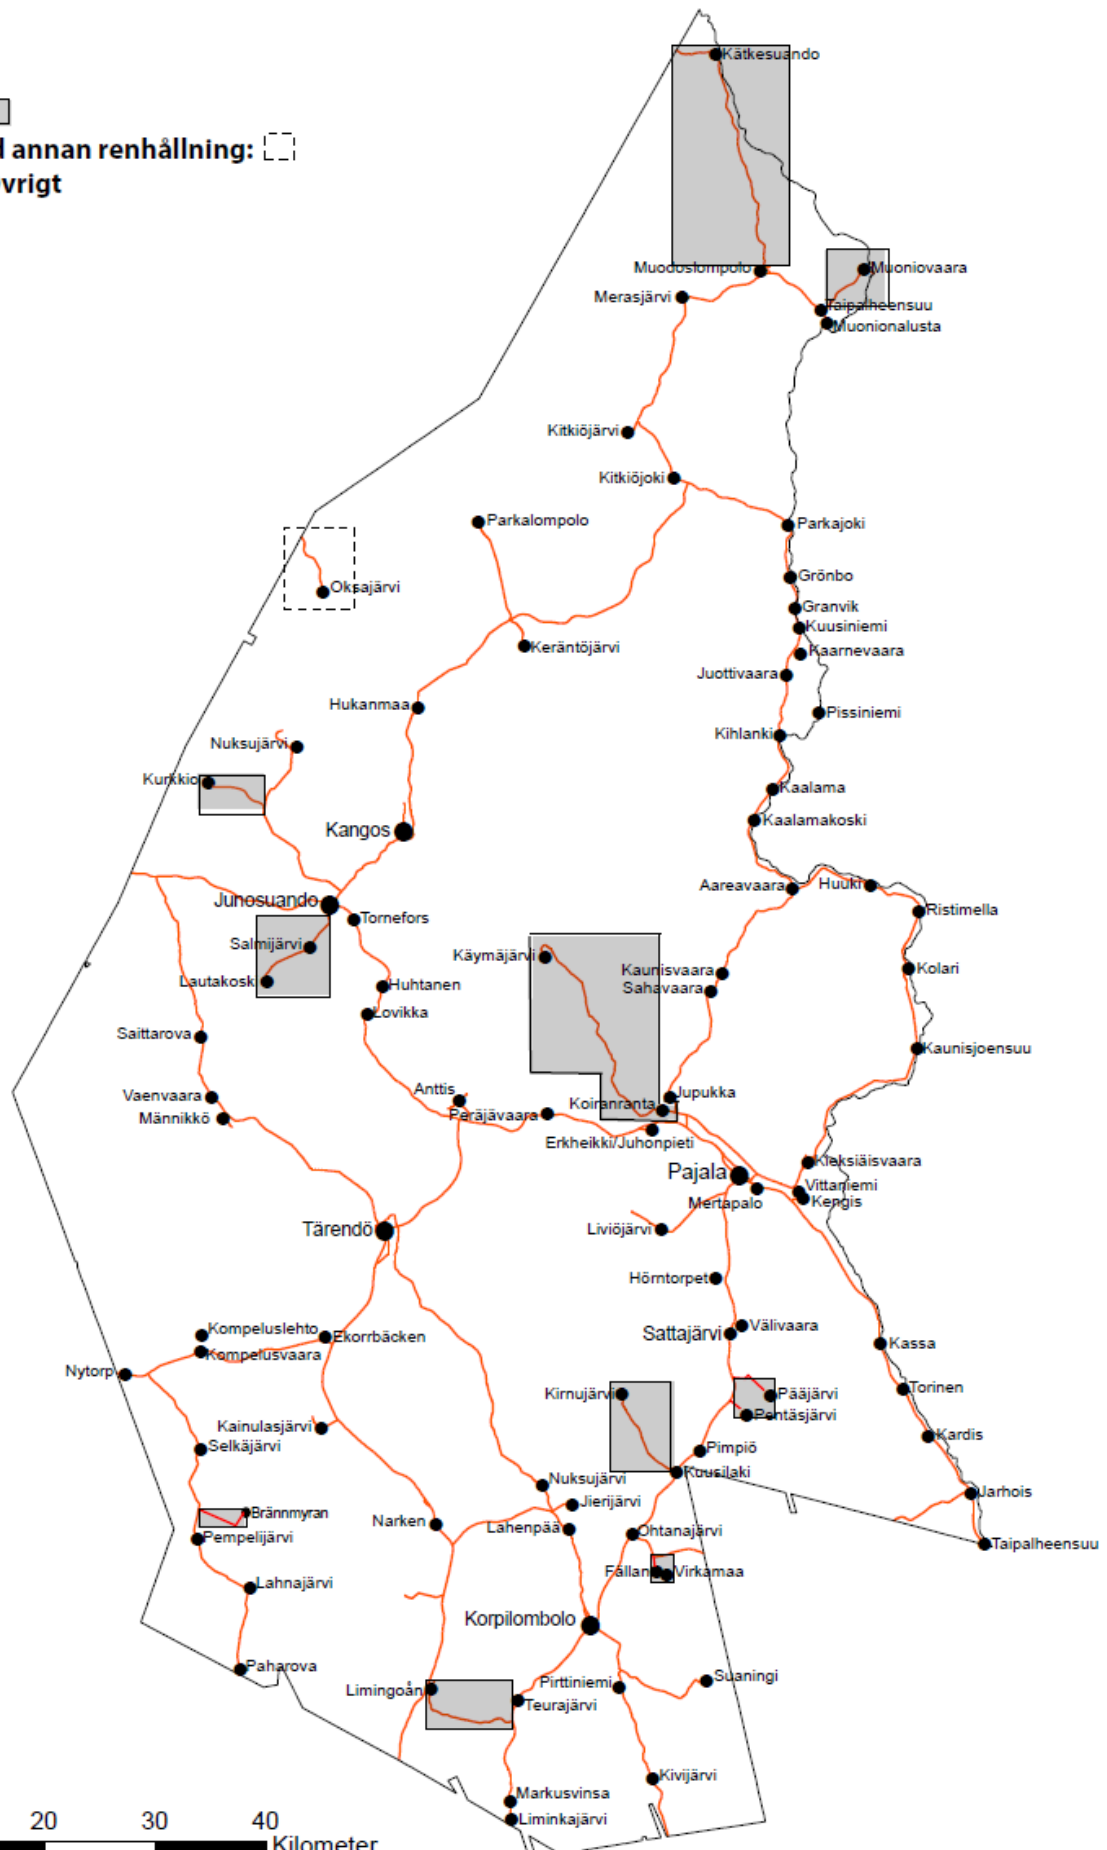 Kätkesuando
d annan renhållning:
vrigt
Muodoslompolo
Muoniovaara
Merasjärvi
Taipalheensuu
Muonionalusta
Kitkiöjärvi
Kitkiöjoki
Parkalompolo
Parkajoki
Oksajärvi
Grönbo
Granvik
Kuusiniemi
Keräntöjärvi
Kaarnevaara
Juottivaara
Hukanmaa
Pissiniemi
Kihlanki
Nuksujärvi
Kurkkio
Kaalama
Kangos
Kaalamakoski
Aareavaara
Huuki
Junosuando
Tornefors
Ristimella
Salmijärvi
Käymäjärvi
Kaunisvaara
Kolari
Lautakoski
Huhtanen
Sahavaara
Lovikka
Saittarova
Kaunisjoensuu
Vaenvaara
Anttis
Jupukka
Männikkö
Peräjävaara
Koiranranta
Erkheikki/Juhonpieti
Pajala
Kieksiäisvaara
Vittaniemi
Mertapalo
Kengis
Tärendö
Liviöjärvi
Hörntorpet
Kompeluslehto
Ekorrbäcken
Välivaara
Sattajärvi
Kompelusvaara
Kassa
Nytorp
Torinen
Kirnujärvi
Pääjärvi
Pentäsjärvi
Kainulasjärvi
Kardis
Selkäjärvi
Pimpiö
Kuusilaki
Nuksujärvi
Jarhois
Jierijärvi
Brännmyran
Narken
Lahenpää
Ohtanajärvi
Pempelijärvi
Taipalheensuu
Fällan
Virkamaa
Lahnajärvi
Korpilombolo
Paharova
Suaningi
Limingoån
Pirttiniemi
Teurajärvi
Kivijärvi
Markusvinsa
Liminkajärvi
20 30 40
Kilometer